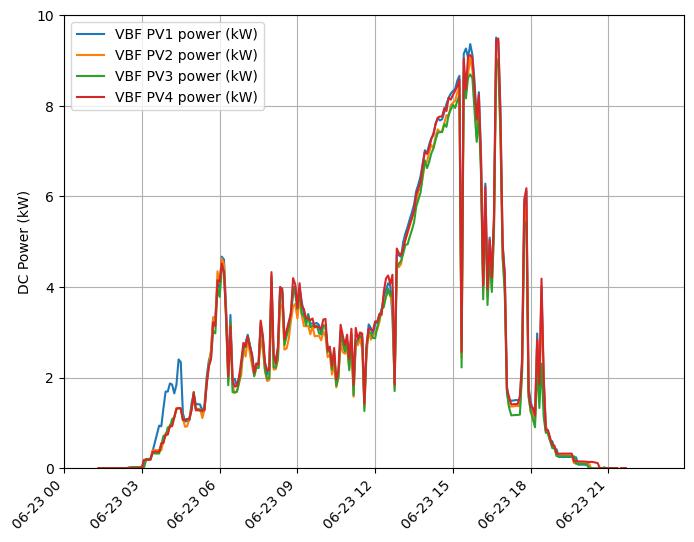 10
8
6
4
2
0
DC Power (kW)
VBF PV1 power (kW)
VBF PV2 power (kW)
VBF PV3 power (kW)
VBF PV4 power (kW)
06-23 00
06-23 03
06-23 06
06-23 09
06-23 12
06-23 15
06-23 18
06-23 21